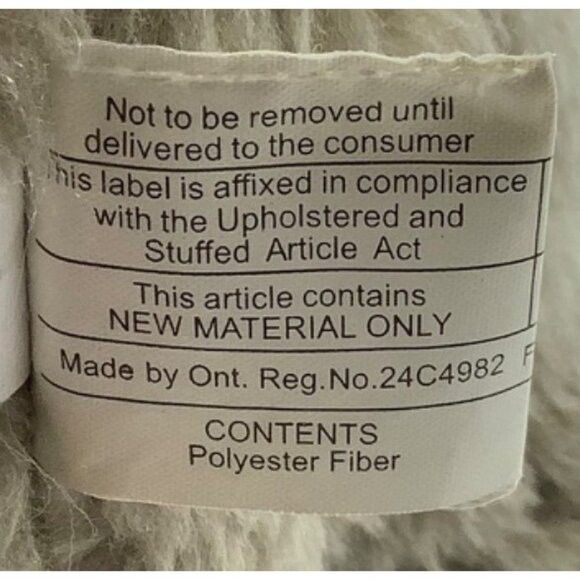 Not to be removed until
delivered to the consumer
This label is affixed in compliance
with the Upholstered and
Stuffed Article Act
This article contains
NEW MATERIAL ONLY
Made by Ont. Reg.No.24C4982 F
CONTENTS
Polyester Fiber